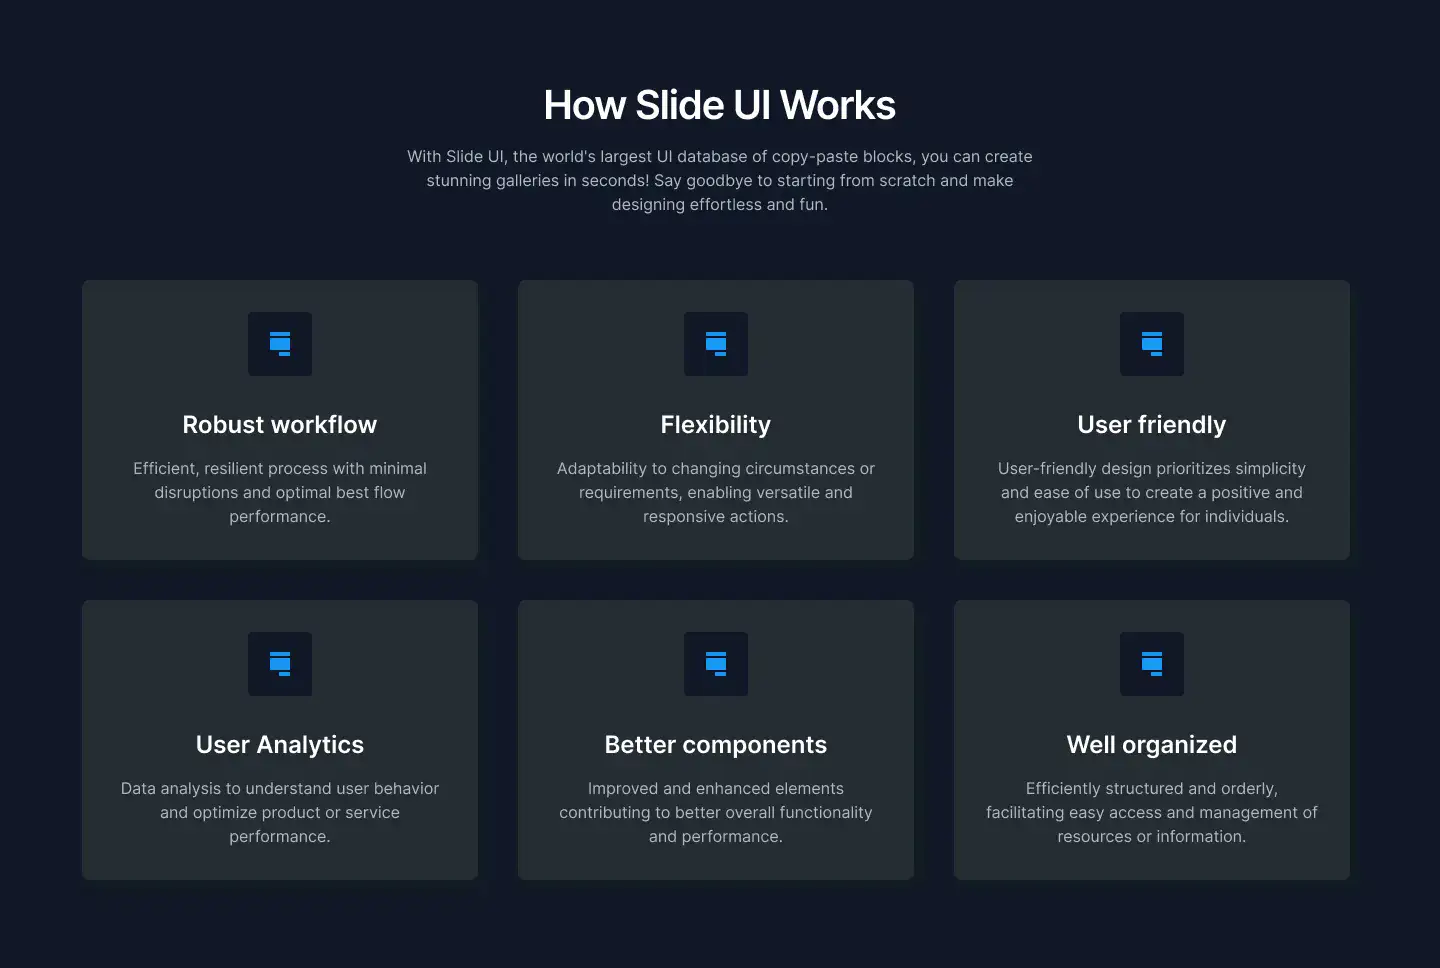 How Slide UI Works
With Slide UI, the world's largest UI database of copy-paste blocks, you can create
stunning galleries in seconds! Say goodbye to starting from scratch and make
designing effortless and fun.
Robust workflow
Efficient, resilient process with minimal
disruptions and optimal best flow
performance.
Flexibility
Adaptability to changing circumstances or
requirements, enabling versatile and
responsive actions.
User friendly
User-friendly design prioritizes simplicity
and ease of use to create a positive and
enjoyable experience for individuals.
User Analytics
Data analysis to understand user behavior
and optimize product or service
performance.
Better components
Improved and enhanced elements
contributing to better overall functionality
and performance.
Well organized
Efficiently structured and orderly,
facilitating easy access and management of
resources or information.